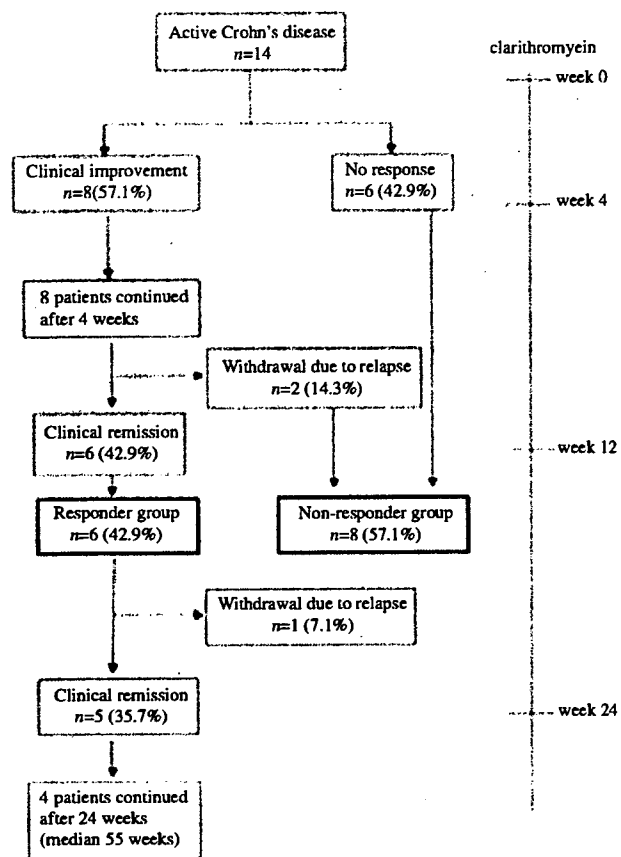 Active Crohn's disease
n=14
clarithromyein
week 0
Clinical improvement
n=8(57.1%)
No response
n=6 (42.9%)
week 4
8 patients continued
after 4 weeks
Withdrawal due to relapse
n=2 (14.3%)
Clinical remission
n=6 (42.9%)
week 12
Responder group
n=6 (42.9%)
Non-responder group
n=8 (57.1%)
Withdrawal due to relapse
n=1 (7.1%)
Clinical remission
n=5 (35.7%)
week 24
4 patients continued
after 24 weeks
(median 55 weeks)